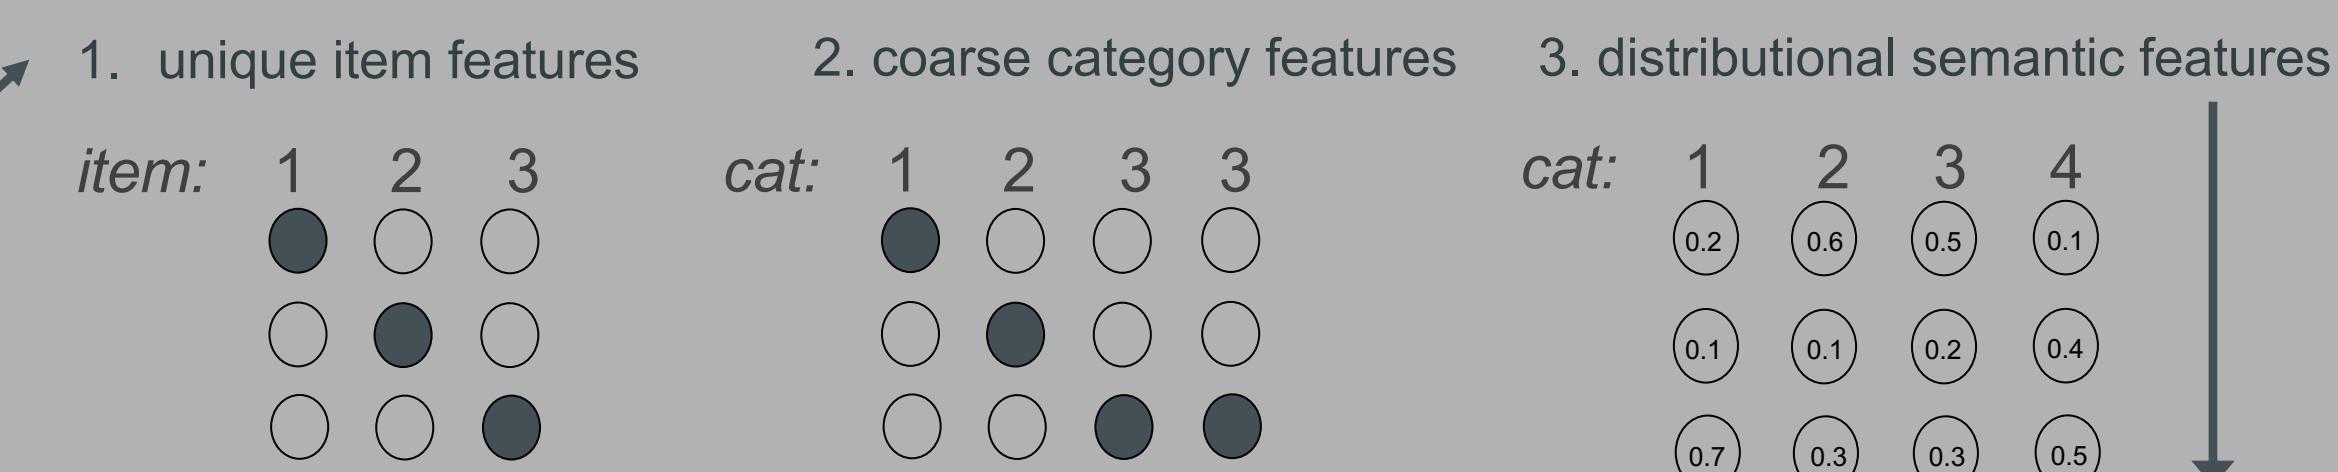 1. unique item features
2. coarse category features
3. distributional semantic features
item: 1 2 3
cat: 1 2 3 3
cat: 1 2 3 4
0.2 0.6 0.5 0.1
0.1 0.1 0.2 0.4
0.7 0.3 0.3 0.5